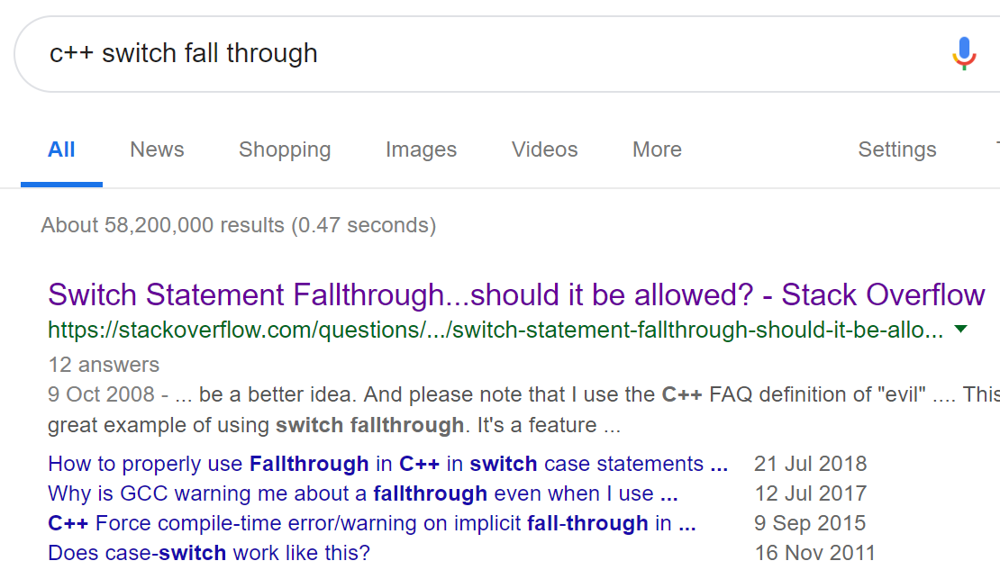 c++ switch fall through
All News Shopping Images Videos More Settings
About 58,200,000 results (0.47 seconds)
Switch Statement Fallthrough...should it be allowed? - Stack Overflow
https://stackoverflow.com/questions/.../switch-statement-fallthrough-should-it-be-allo...
12 answers
9 Oct 2008 - ... be a better idea. And please note that I use the C++ FAQ definition of "evil" .... This
great example of using switch fallthrough. It's a feature ...
How to properly use Fallthrough in C++ in switch case statements ... 21 Jul 2018
Why is GCC warning me about a fallthrough even when I use ... 12 Jul 2017
C++ Force compile-time error/warning on implicit fall-through in ... 9 Sep 2015
Does case-switch work like this? 16 Nov 2011